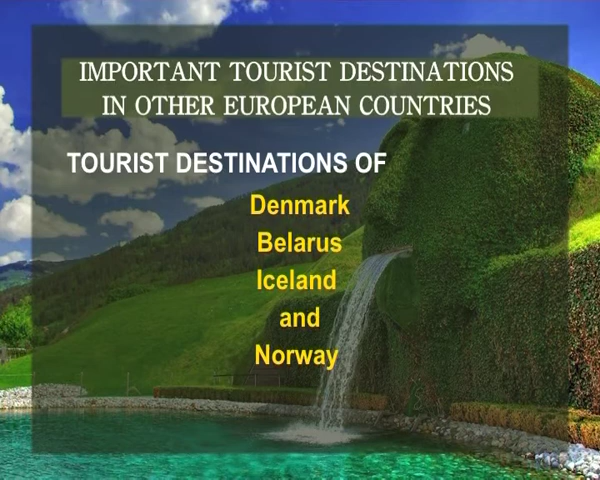 IMPORTANT TOURIST DESTINATIONS
IN OTHER EUROPEAN COUNTRIES
TOURIST DESTINATIONS OF
Denmark
Belarus
Iceland
and
Norway